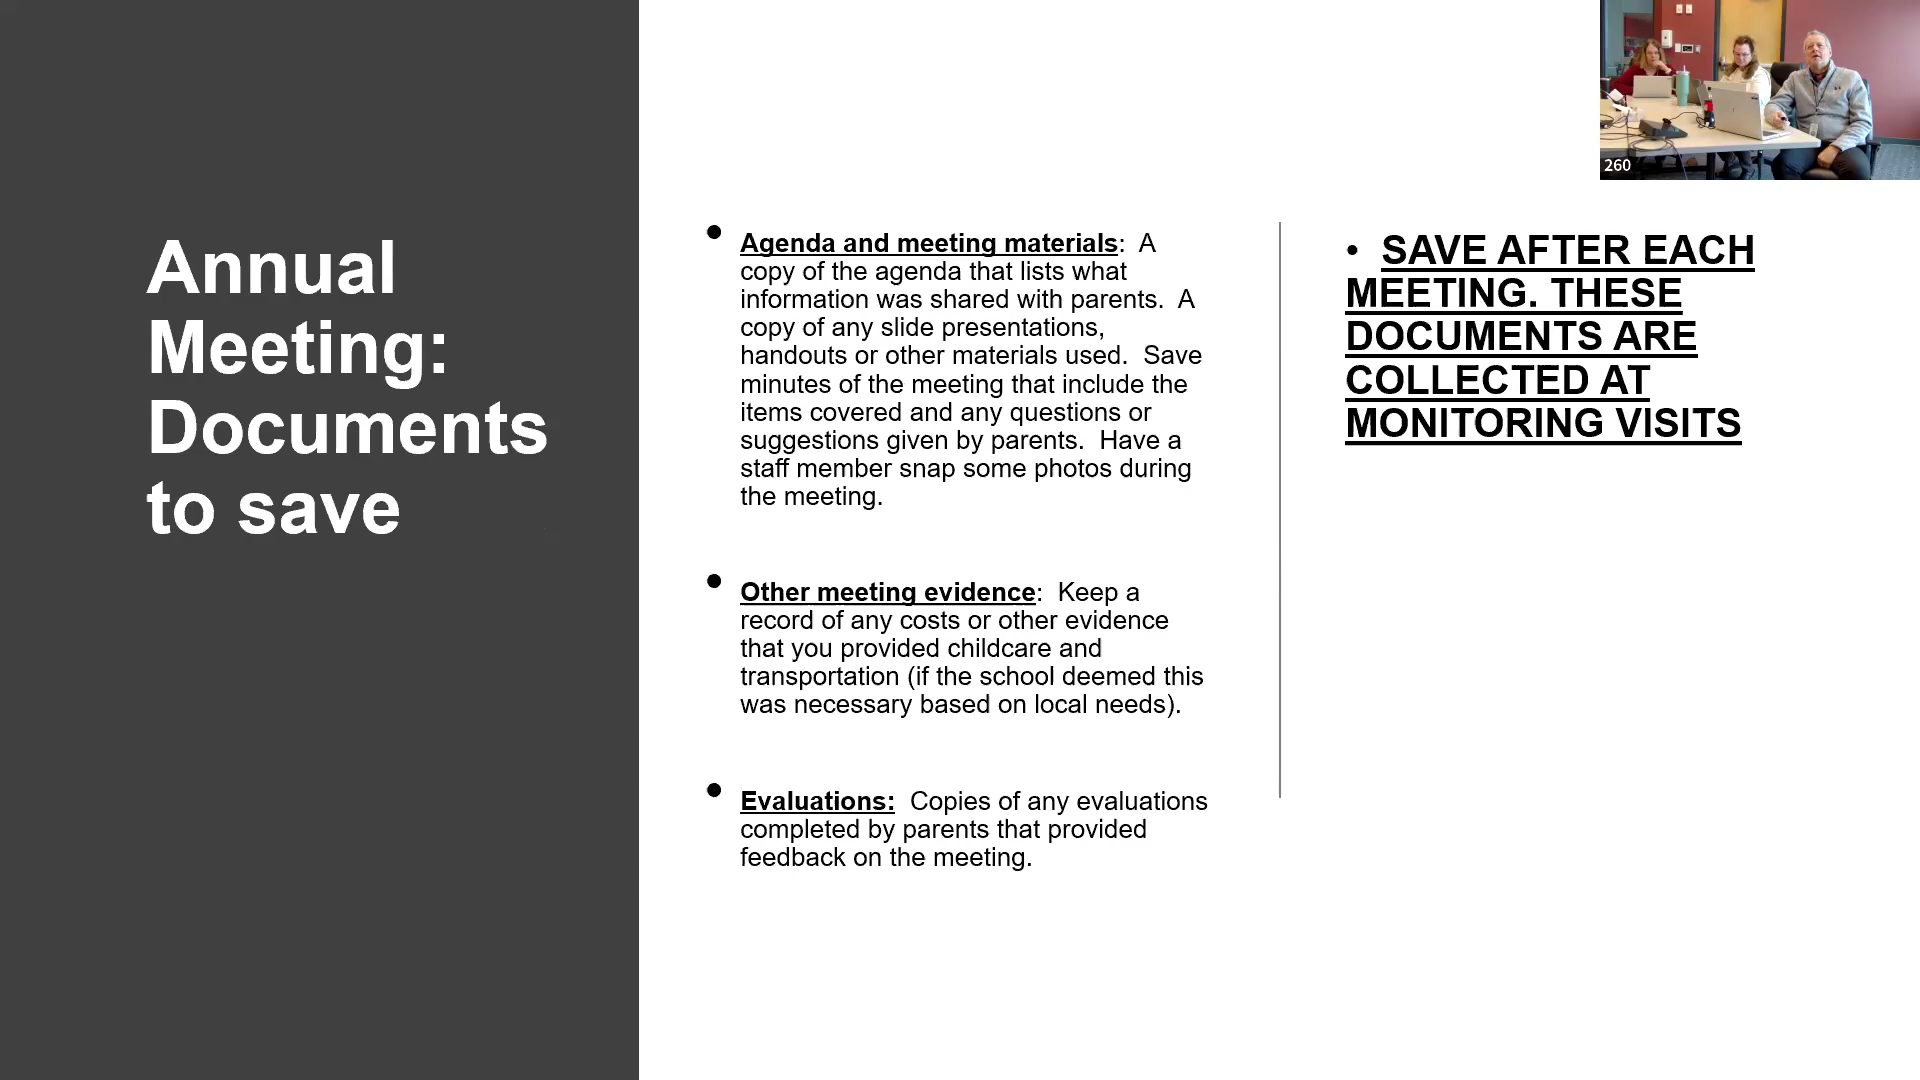 Annual
Meeting:
Documents
to save
• Agenda and meeting materials:  A
copy of the agenda that lists what
information was shared with parents.  A
copy of any slide presentations,
handouts or other materials used.  Save
minutes of the meeting that include the
items covered and any questions or
suggestions given by parents.  Have a
staff member snap some photos during
the meeting.
• Other meeting evidence:  Keep a
record of any costs or other evidence
that you provided childcare and
transportation (if the school deemed this
was necessary based on local needs).
• Evaluations:  Copies of any evaluations
completed by parents that provided
feedback on the meeting.
• SAVE AFTER EACH
MEETING. THESE
DOCUMENTS ARE
COLLECTED AT
MONITORING VISITS
260